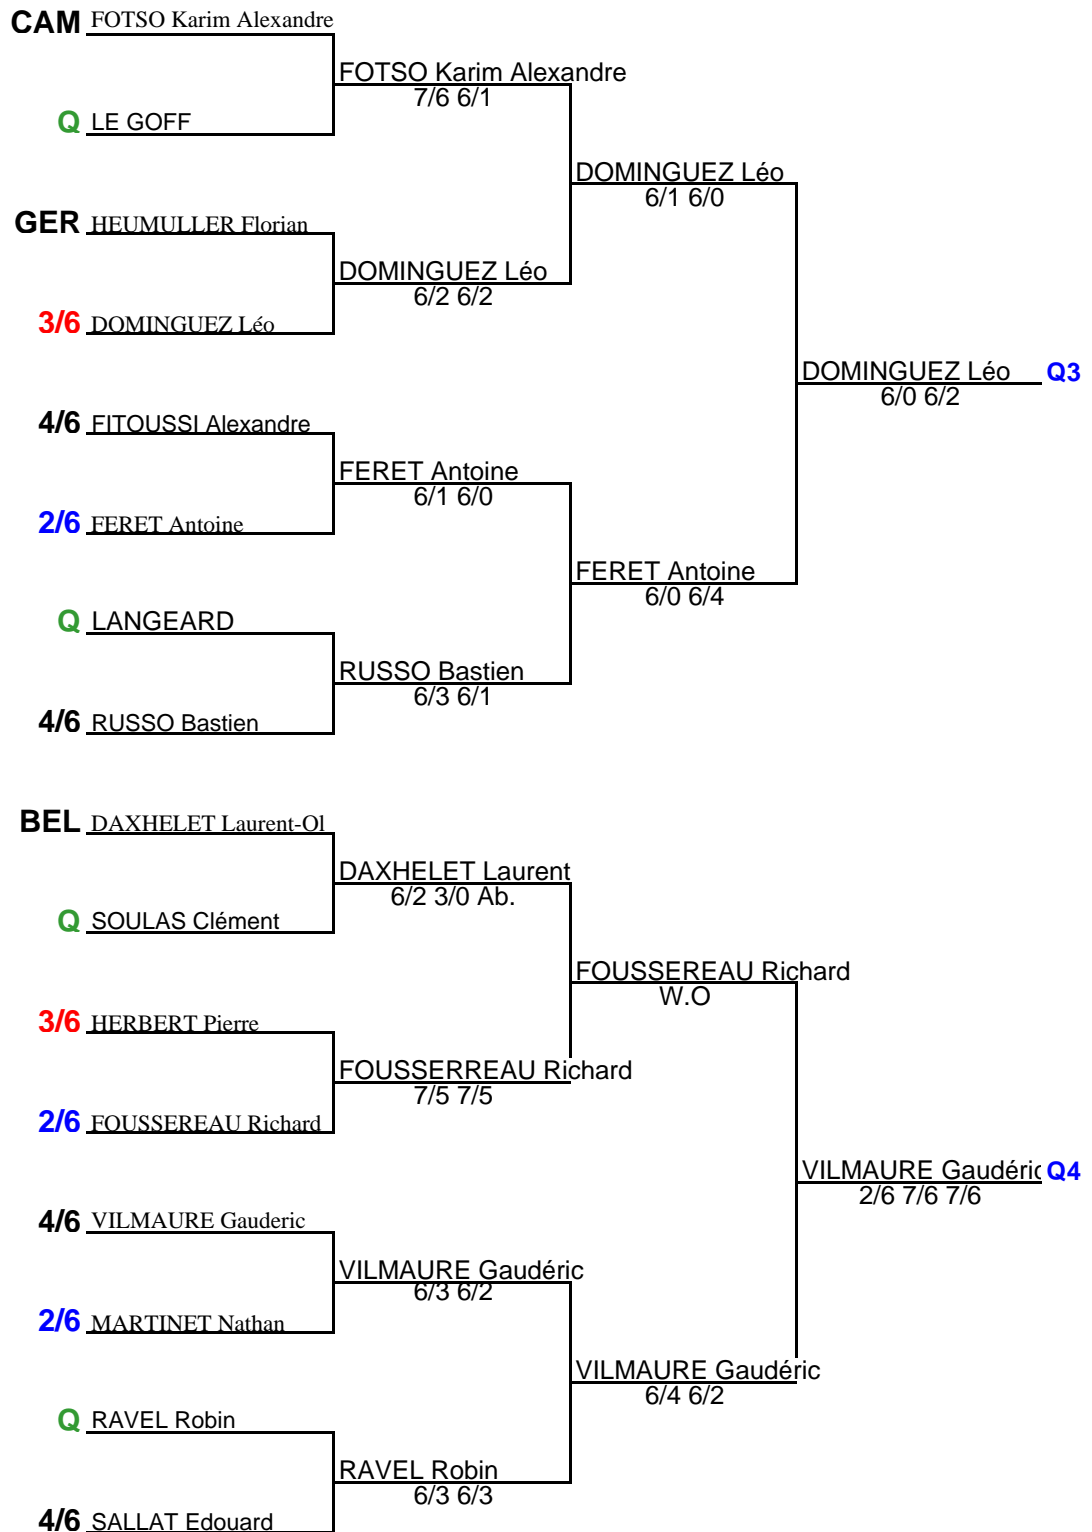 CAM FOTSO Karim Alexandre
FOTSO Karim Alexandre
7/6 6/1
Q LE GOFF
DOMINGUEZ Léo
6/1 6/0
GER HEUMULLER Florian
DOMINGUEZ Léo
6/2 6/2
3/6 DOMINGUEZ Léo
DOMINGUEZ Léo Q3
6/0 6/2
4/6 FITOUSSI Alexandre
FERET Antoine
6/1 6/0
2/6 FERET Antoine
FERET Antoine
6/0 6/4
Q LANGEARD
RUSSO Bastien
6/3 6/1
4/6 RUSSO Bastien
BEL DAXHELET Laurent-Ol
DAXHELET Laurent
6/2 3/0 Ab.
Q SOULAS Clément
FOUSSEREAU Richard
W.O
3/6 HERBERT Pierre
FOUSSERREAU Richard
7/5 7/5
2/6 FOUSSEREAU Richard
VILMAURE Gaudéric Q4
2/6 7/6 7/6
4/6 VILMAURE Gauderic
VILMAURE Gaudéric
6/3 6/2
2/6 MARTINET Nathan
VILMAURE Gaudéric
6/4 6/2
Q RAVEL Robin
RAVEL Robin
6/3 6/3
4/6 SALLAT Edouard